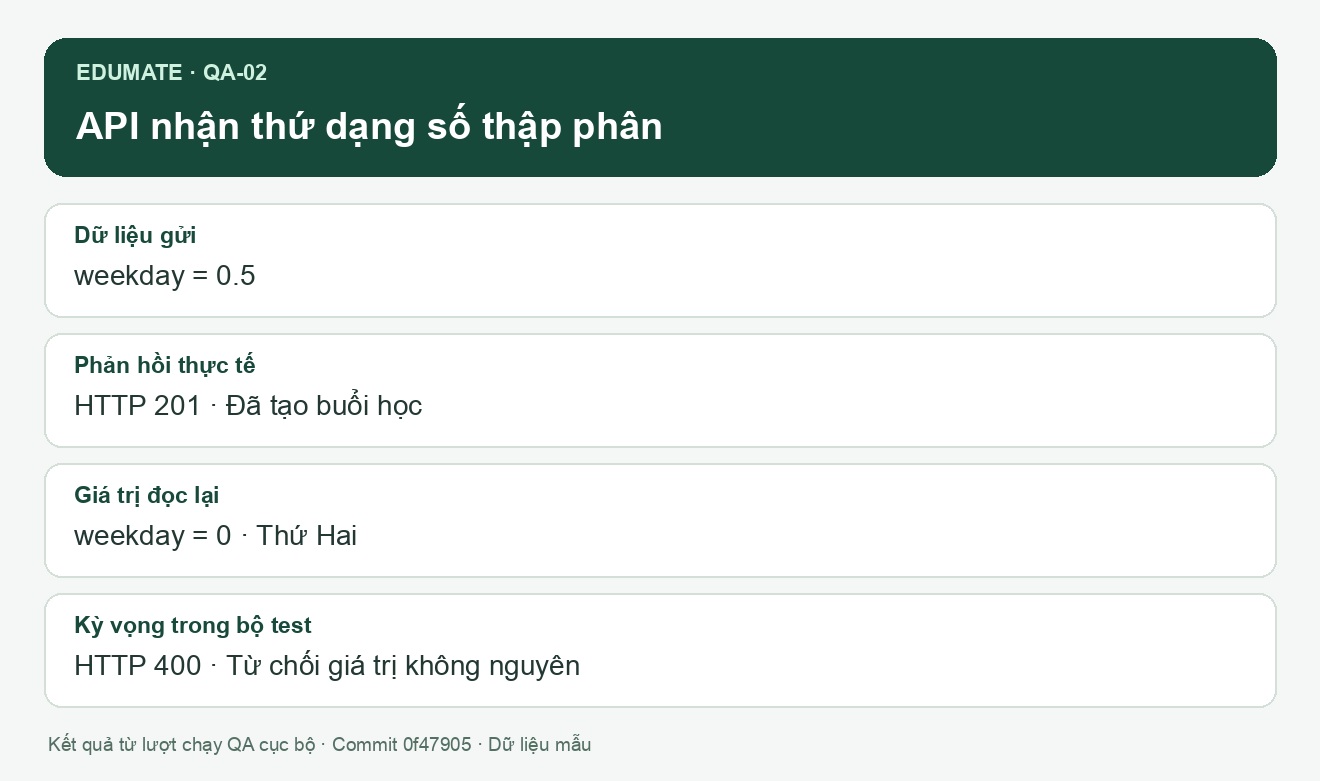 EDUMATE · QA-02
API nhận thứ dạng số thập phân
Dữ liệu gửi
weekday = 0.5
Phản hồi thực tế
HTTP 201 · Đã tạo buổi học
Giá trị đọc lại
weekday = 0 · Thứ Hai
Kỳ vọng trong bộ test
HTTP 400 · Từ chối giá trị không nguyên
Kết quả từ lượt chạy QA cục bộ · Commit 0f47905 · Dữ liệu mẫu